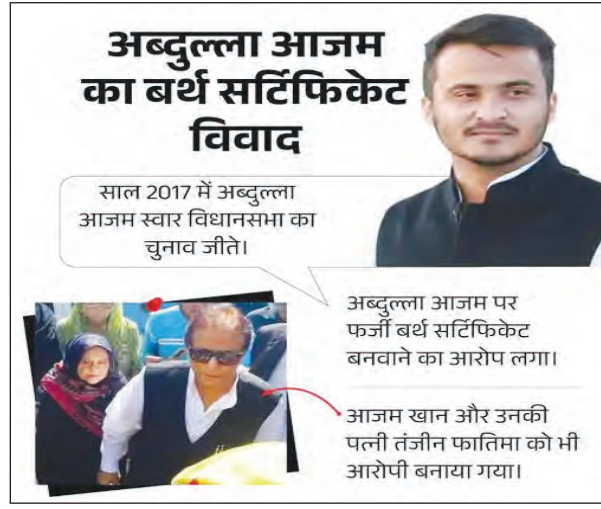 अब्दुल्ला आजम
का बर्थ सर्टिफिकेट
विवाद
साल 2017 में अब्दुल्ला
आजम स्वार विधानसभा का
चुनाव जीते।
अब्दुल्ला आजम पर
फर्जी बर्थ सर्टिफिकेट
बनवाने का आरोप लगा।
आजम खान और उनकी
पत्नी तंजीन फातिमा को भी
आरोपी बनाया गया।